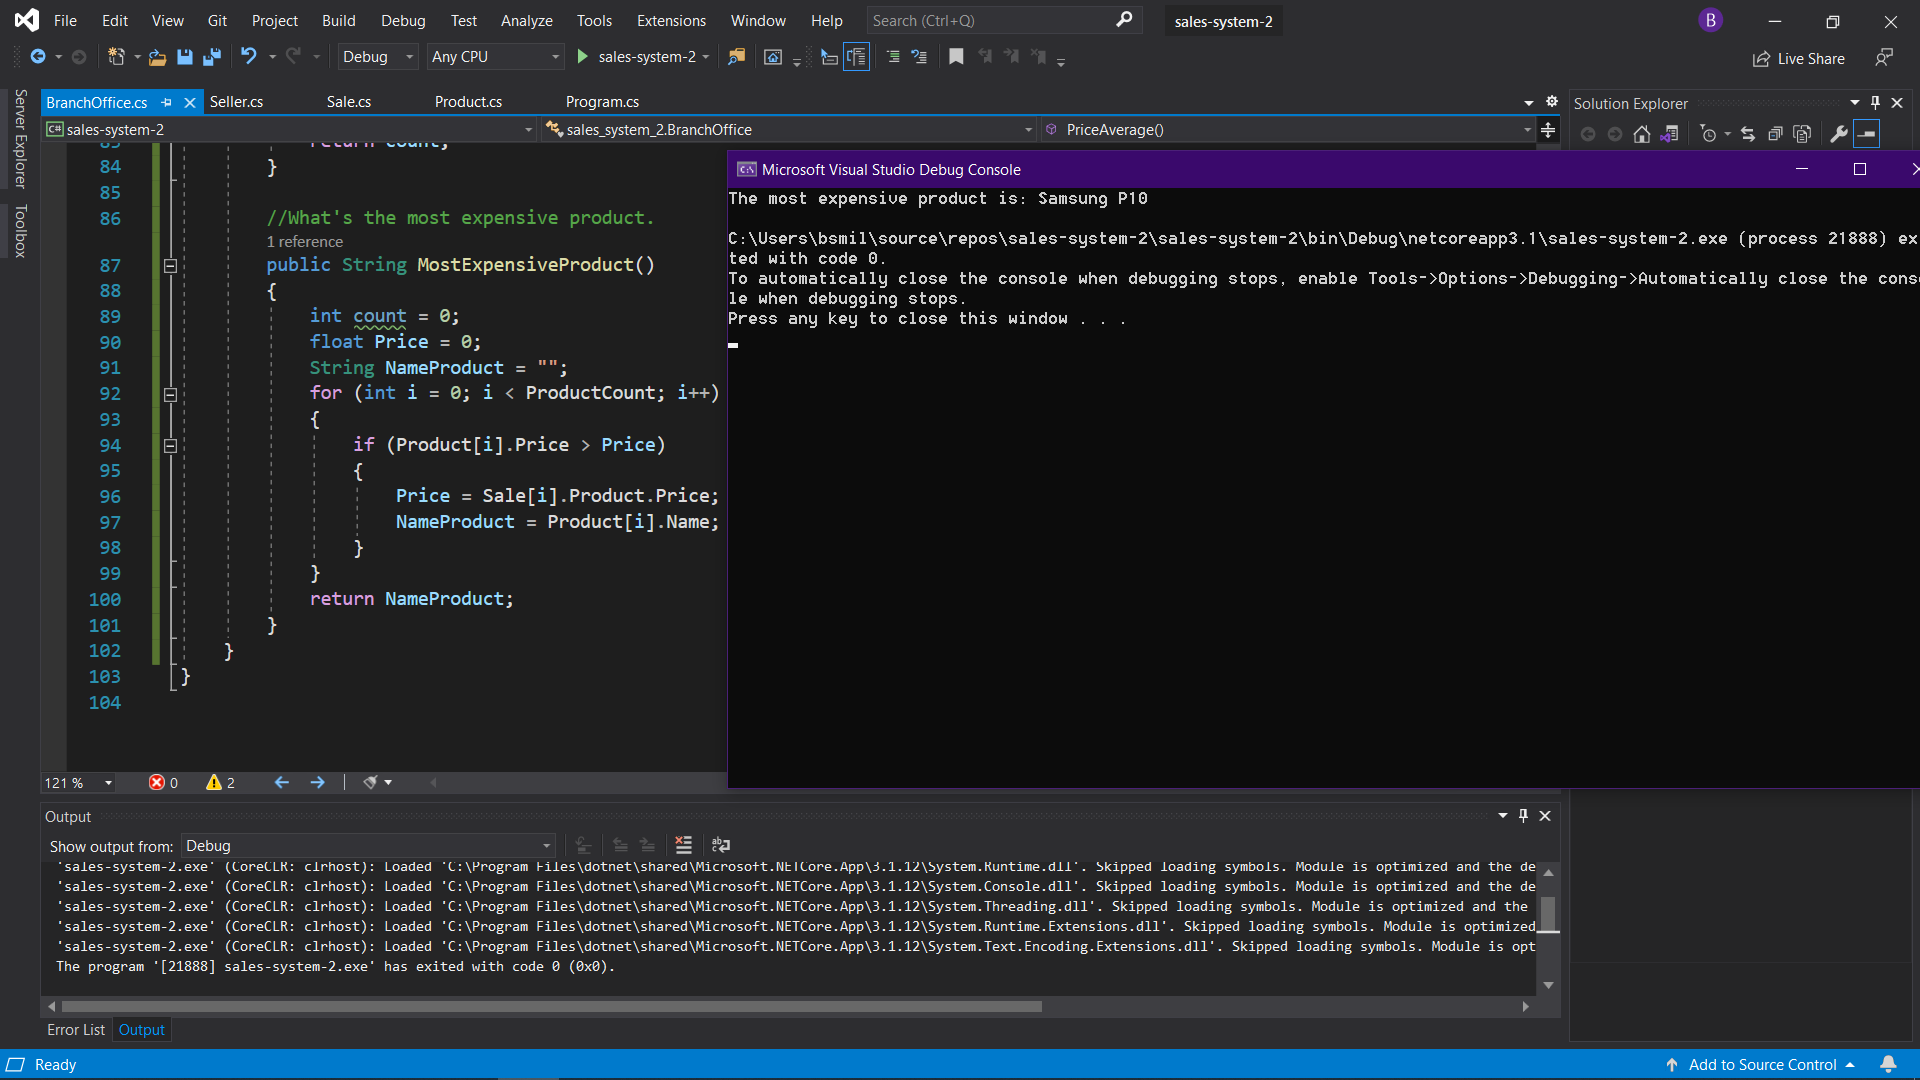 File Edit View Git Project Build Debug Test Analyze Tools Extensions Window Help Search (Ctrl+Q) sales-system-2 B
Debug Any CPU sales-system-2 Live Share
Server Explorer
Toolbox
BranchOffice.cs Seller.cs Sale.cs Product.cs Program.cs
C# sales-system-2 sales_system_2.BranchOffice PriceAverage()
Solution Explorer
83 return count;
84 }
85
86 //What's the most expensive product.
1 reference
87 public String MostExpensiveProduct()
88 {
89 int count = 0;
90 float Price = 0;
91 String NameProduct = "";
92 for (int i = 0; i < ProductCount; i++)
93 {
94 if (Product[i].Price > Price)
95 {
96 Price = Sale[i].Product.Price;
97 NameProduct = Product[i].Name;
98 }
99 }
100 return NameProduct;
101 }
102 }
103 }
104
Microsoft Visual Studio Debug Console
The most expensive product is: Samsung P10
C:\Users\bsmil\source\repos\sales-system-2\sales-system-2\bin\Debug\netcoreapp3.1\sales-system-2.exe (process 21888) ex
ted with code 0.
To automatically close the console when debugging stops, enable Tools->Options->Debugging->Automatically close the cons
le when debugging stops.
Press any key to close this window . . .
121 % 0 2
Output
Show output from: Debug
'sales-system-2.exe' (CoreCLR: clrhost): Loaded 'C:\Program Files\dotnet\shared\Microsoft.NETCore.App\3.1.12\System.Runtime.dll'. Skipped loading symbols. Module is optimized and the de
'sales-system-2.exe' (CoreCLR: clrhost): Loaded 'C:\Program Files\dotnet\shared\Microsoft.NETCore.App\3.1.12\System.Console.dll'. Skipped loading symbols. Module is optimized and the de
'sales-system-2.exe' (CoreCLR: clrhost): Loaded 'C:\Program Files\dotnet\shared\Microsoft.NETCore.App\3.1.12\System.Threading.dll'. Skipped loading symbols. Module is optimized and the
'sales-system-2.exe' (CoreCLR: clrhost): Loaded 'C:\Program Files\dotnet\shared\Microsoft.NETCore.App\3.1.12\System.Runtime.Extensions.dll'. Skipped loading symbols. Module is optimized
'sales-system-2.exe' (CoreCLR: clrhost): Loaded 'C:\Program Files\dotnet\shared\Microsoft.NETCore.App\3.1.12\System.Text.Encoding.Extensions.dll'. Skipped loading symbols. Module is opt
The program '[21888] sales-system-2.exe' has exited with code 0 (0x0).
Error List Output
Ready Add to Source Control